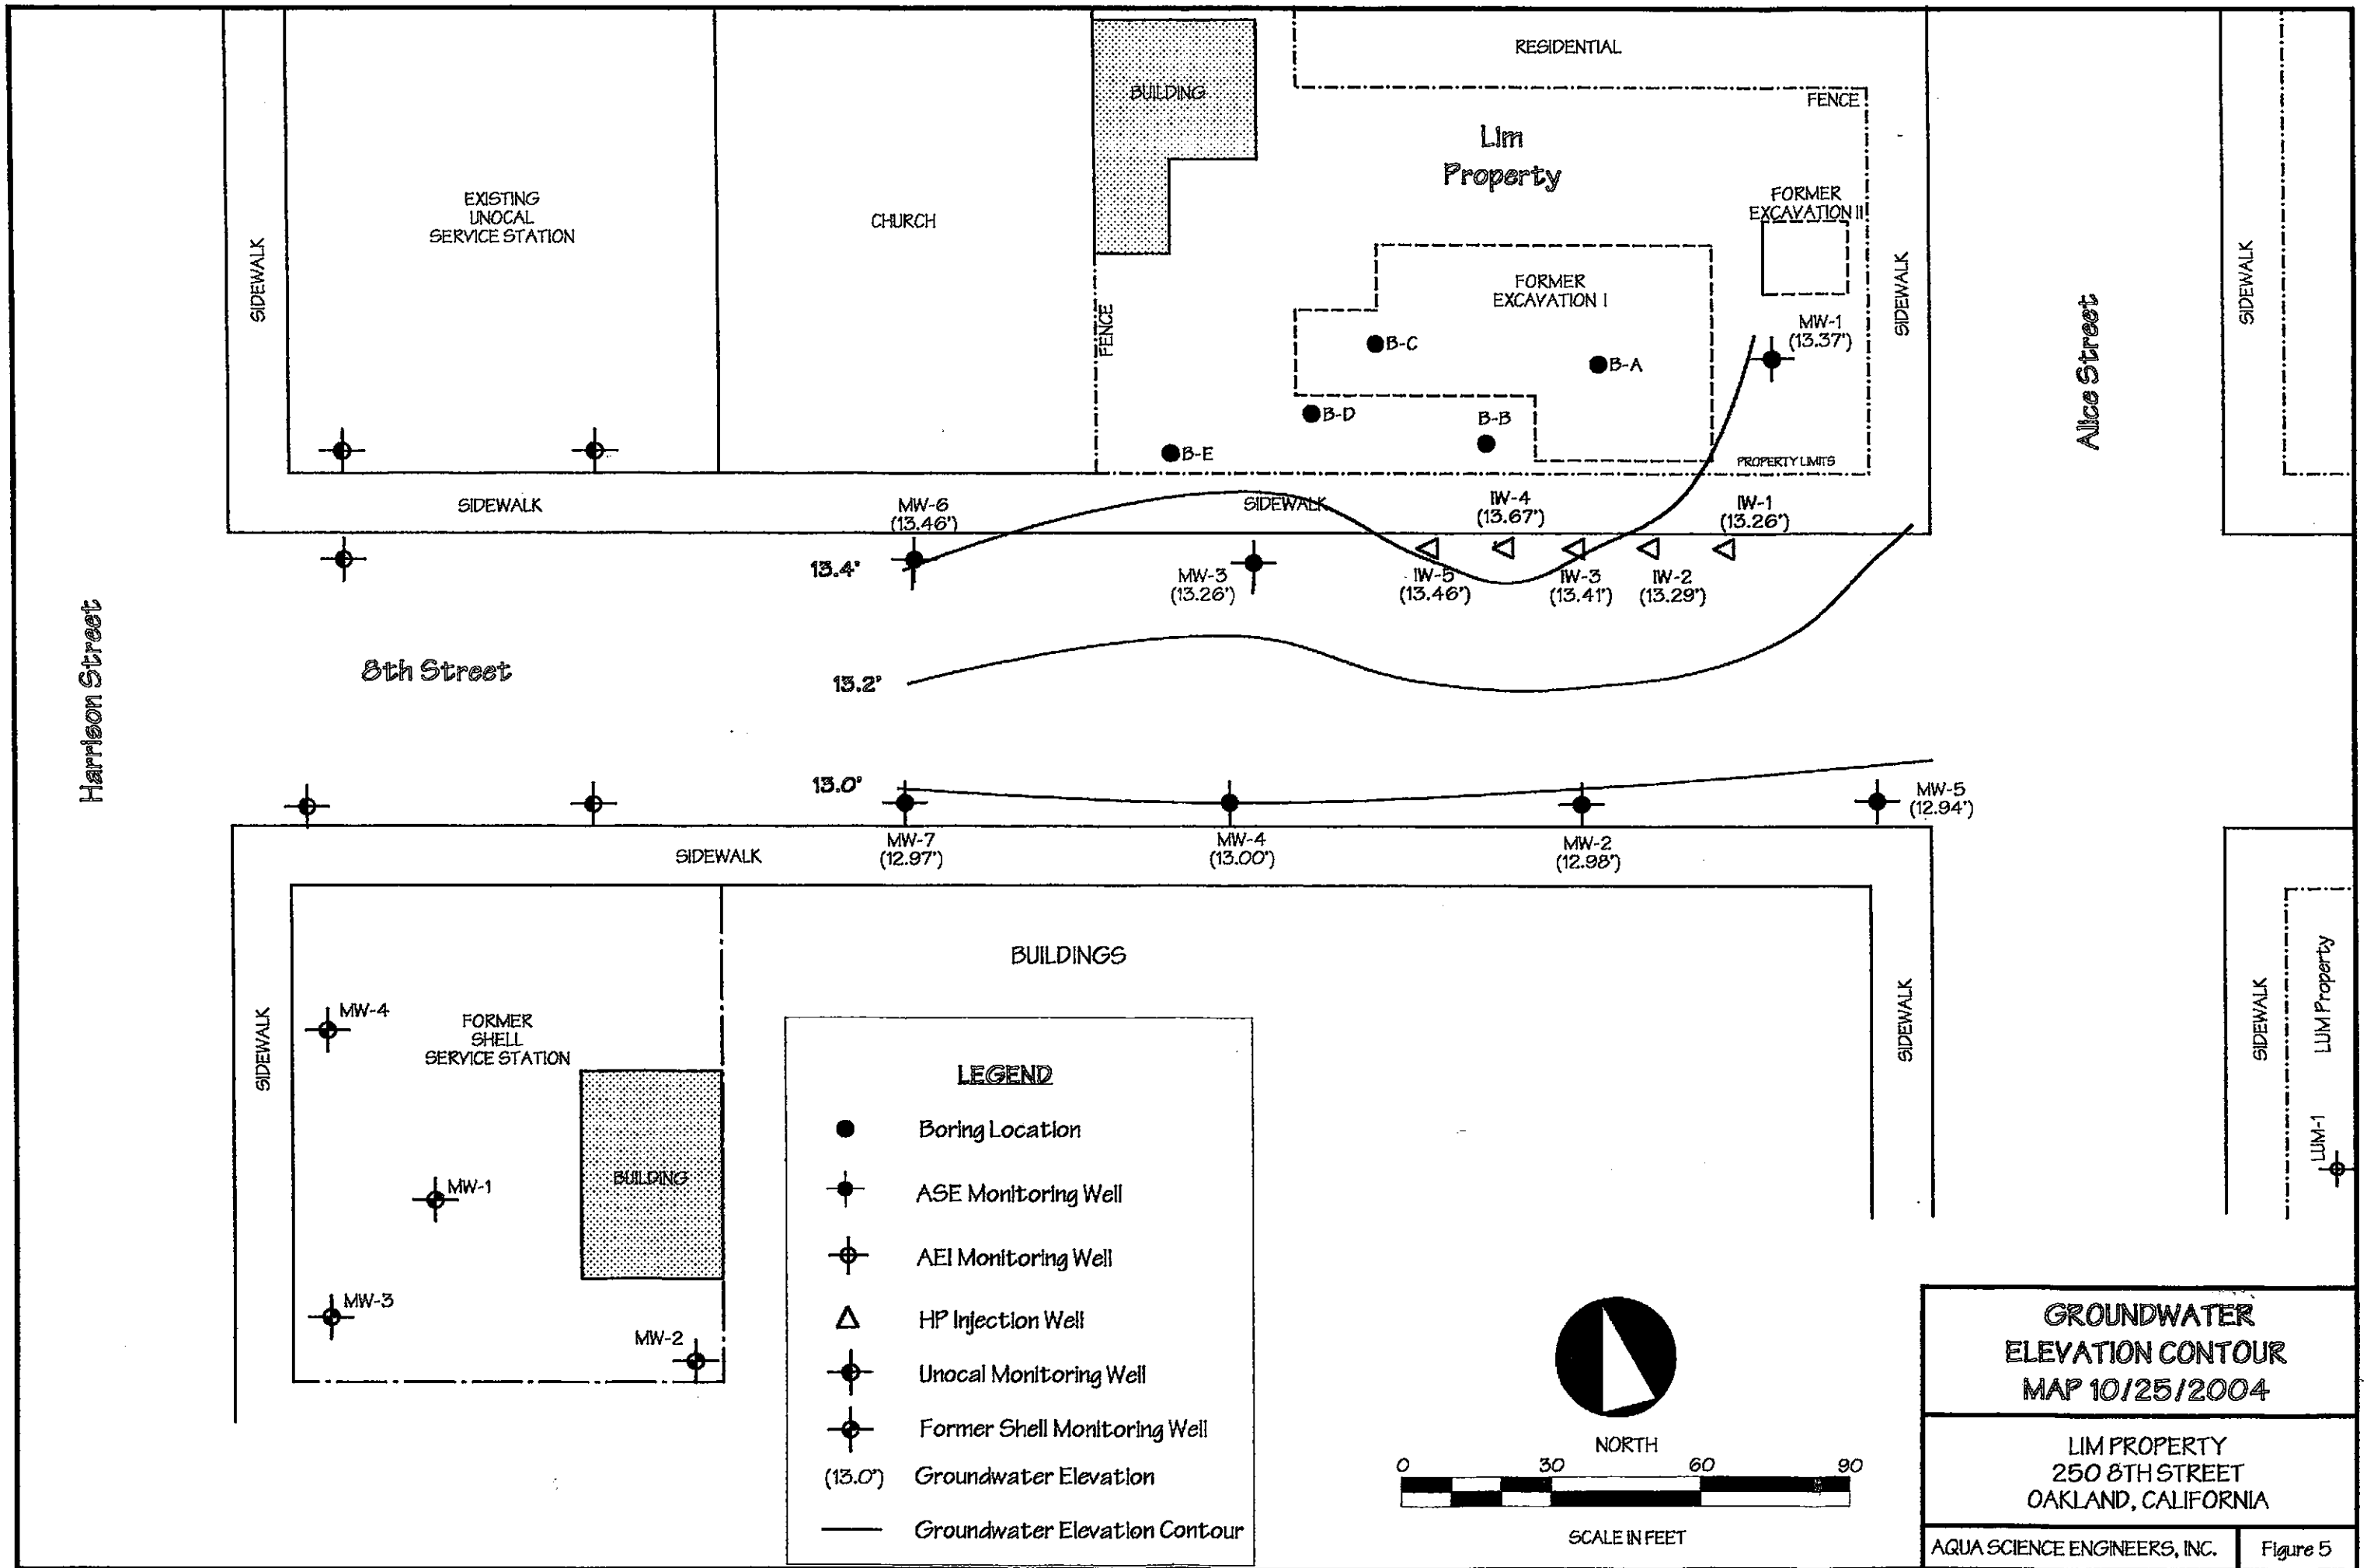 RESIDENTIAL
BUILDING
FENCE
Lim
Property
EXISTING
UNOCAL
SERVICE STATION
CHURCH
FORMER
EXCAVATION II
SIDEWALK
SIDEWALK
SIDEWALK
FORMER
EXCAVATION I
FENCE
MW-1
(13.37')
Alice Street
B-C
B-A
B-D
B-B
B-E
PROPERTY LIMITS
SIDEWALK
MW-6
(13.46')
SIDEWALK
IW-4
(13.67')
IW-1
(13.26')
13.4'
MW-3
(13.26')
IW-5
(13.46')
IW-3
(13.41')
IW-2
(13.29')
Harrison Street
8th Street
13.2'
13.0'
MW-5
(12.94')
MW-7
(12.97')
MW-4
(13.00')
MW-2
(12.98')
SIDEWALK
BUILDINGS
MW-4
FORMER
SHELL
SERVICE STATION
SIDEWALK
SIDEWALK
SIDEWALK
LUM Property
LUM-1
MW-1
BUILDING
MW-3
MW-2
LEGEND
Boring Location
ASE Monitoring Well
AEI Monitoring Well
HP Injection Well
Unocal Monitoring Well
Former Shell Monitoring Well
(13.0') Groundwater Elevation
Groundwater Elevation Contour
NORTH
0 30 60 90
SCALE IN FEET
GROUNDWATER
ELEVATION CONTOUR
MAP 10/25/2004
LIM PROPERTY
250 8TH STREET
OAKLAND, CALIFORNIA
AQUA SCIENCE ENGINEERS, INC.
Figure 5